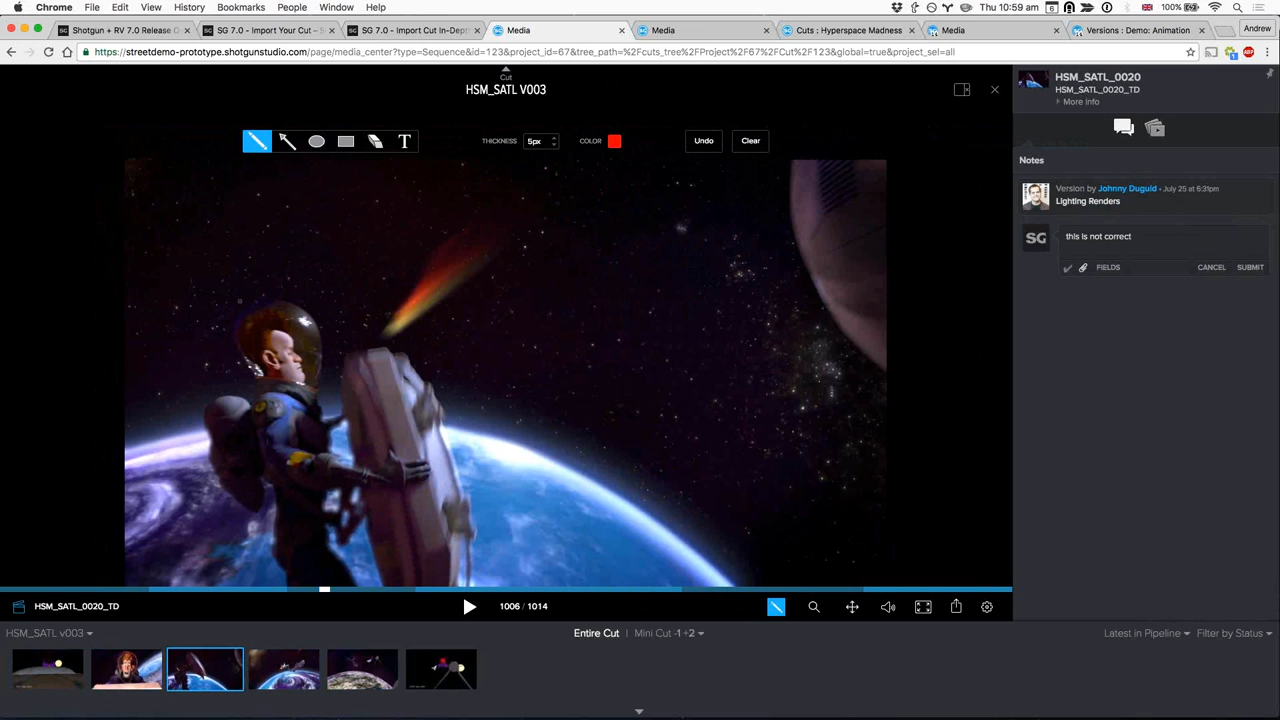 Chrome File Edit View History Bookmarks People Window Help Thu 10:59 am 100%
Shotgun + RV 7.0 Release O SG 7.0 - Import Your Cut – S SG 7.0 - Import Cut In-Dept Media Media Cuts : Hyperspace Madness Media Versions : Demo: Animation Andrew
https://streetdemo-prototype.shotgunstudio.com/page/media_center?type=Sequence&id=123&project_id=67&tree_path=%2Fcuts_tree%2FProject%2F67%2FCut%2F123&global=true&project_sel=all
Cut
HSM_SATL V003
HSM_SATL_0020
HSM_SATL_0020_TD
More info
T THICKNESS 5px COLOR Undo Clear
Notes
Version by Johnny Duguid • July 25 at 6:31pm
Lighting Renders
SG this is not correct
FIELDS CANCEL SUBMIT
HSM_SATL_0020_TD 1006 / 1014
HSM_SATL v003 Entire Cut | Mini Cut -1 +2 Latest in Pipeline Filter by Status